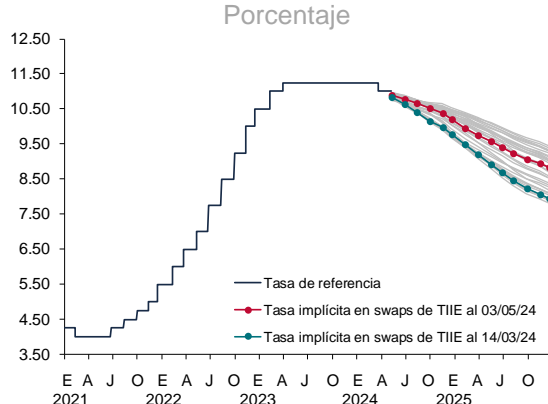 Porcentaje
12.50
11.50
10.50
9.50
8.50
7.50
6.50
5.50
4.50
3.50
Tasa de referencia
Tasa implícita en swaps de TIIE al 03/05/24
Tasa implícita en swaps de TIIE al 14/03/24
E A J O E A J O E A J O E A J O E A J O
2021 2022 2023 2024 2025